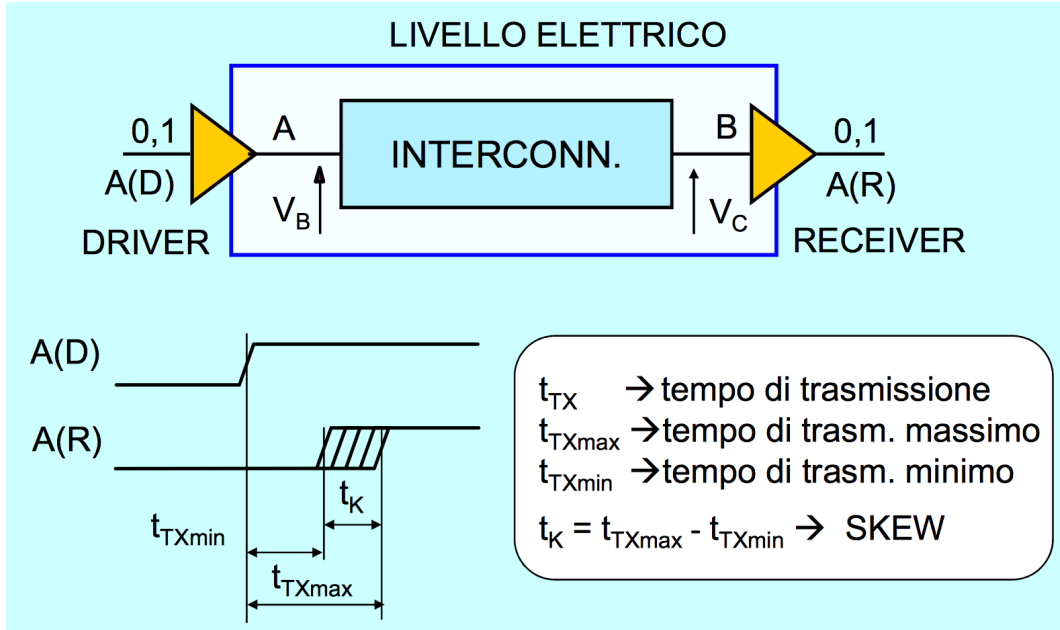 LIVELLO ELETTRICO
0,1
A
INTERCONN.
B
0,1
A(D)
V_B
V_C
A(R)
DRIVER
RECEIVER
A(D)
A(R)
t_K
t_TXmin
t_TXmax
t_TX → tempo di trasmissione
t_TXmax → tempo di trasm. massimo
t_TXmin → tempo di trasm. minimo
t_K = t_TXmax - t_TXmin → SKEW